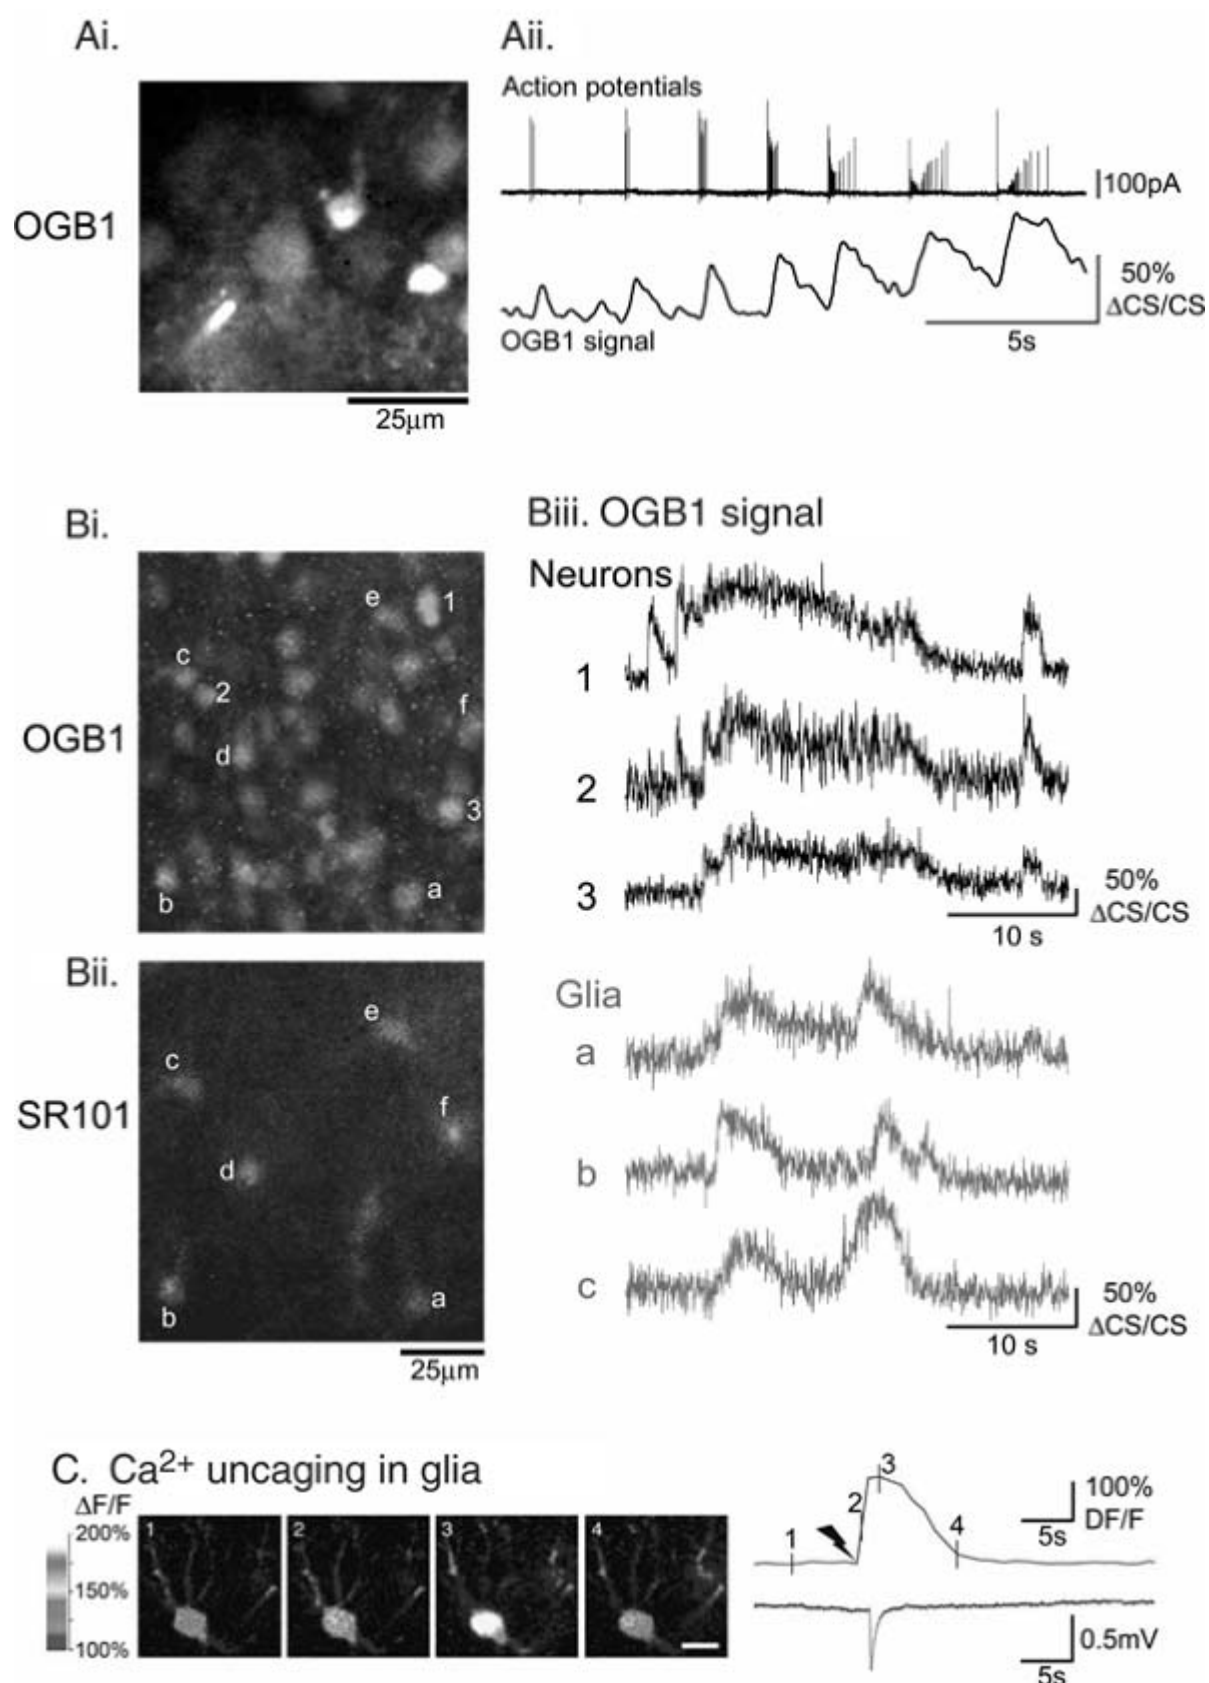 Ai.
Aii.
Action potentials
100pA
OGB1
50%
ΔCS/CS
OGB1 signal
5s
25μm
Bi.
Biii. OGB1 signal
Neurons
e
1
c
2
f
OGB1
d
3
b
a
1
2
3
50%
ΔCS/CS
10 s
Bii.
Glia
e
a
c
SR101
f
d
b
b
a
c
50%
ΔCS/CS
10 s
25μm
C. Ca²⁺ uncaging in glia
ΔF/F
200%
150%
100%
1
2
3
4
1
2
3
4
100%
DF/F
5s
0.5mV
5s